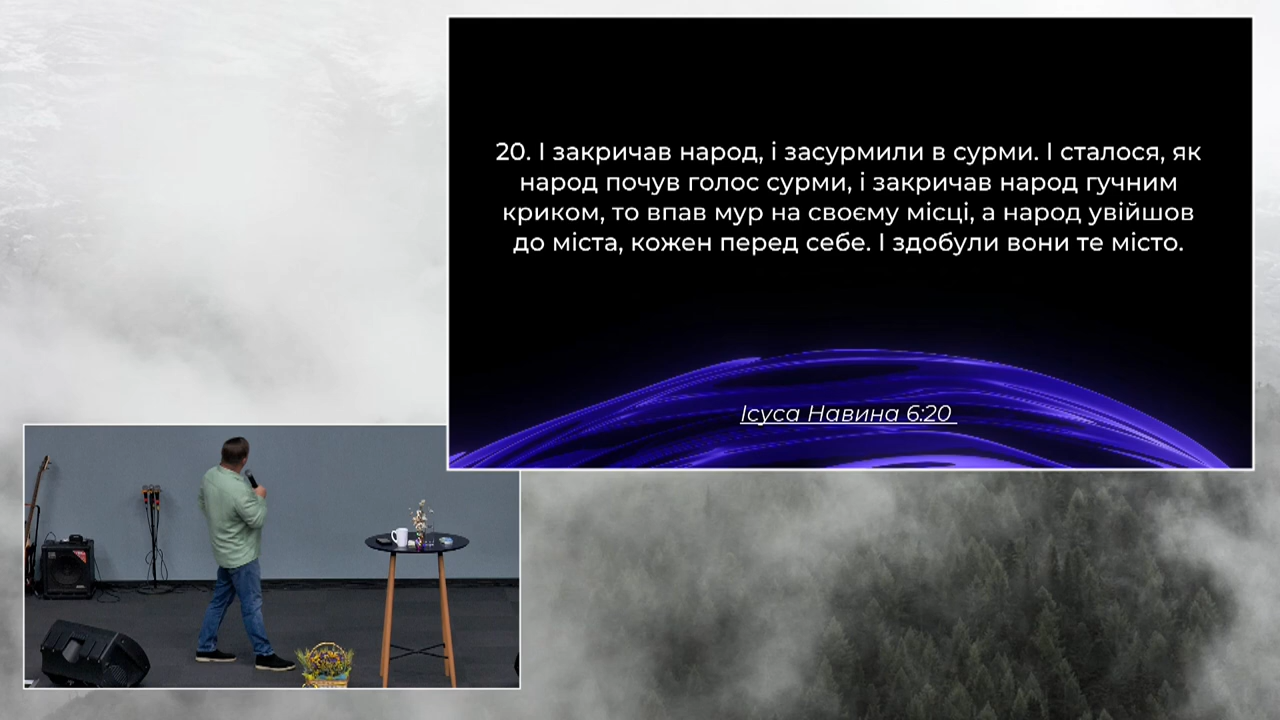 20. І закричав народ, і засурмили в сурми. І сталося, як
народ почув голос сурми, і закричав народ гучним
криком, то впав мур на своєму місці, а народ увійшов
до міста, кожен перед себе. І здобули вони те місто.
Ісуса Навина 6:20